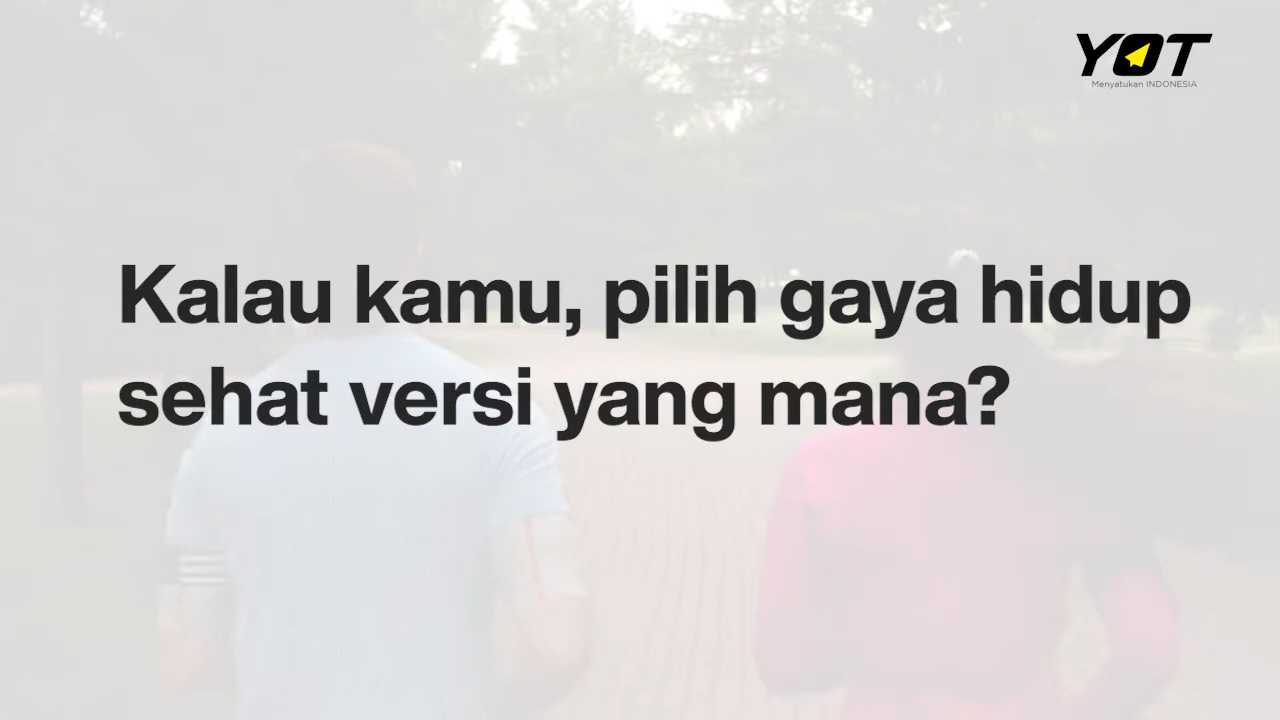 YOT
Menyatukan INDONESIA
Kalau kamu, pilih gaya hidup
sehat versi yang mana?